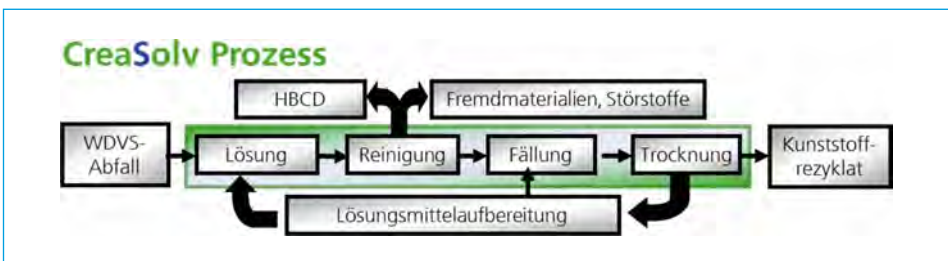 CreaSolv Prozess
HBCD
Fremdmaterialien, Störstoffe
WDVS-
Abfall
Lösung
Reinigung
Fällung
Trocknung
Kunststoff-
rezyklat
Lösungsmittelaufbereitung